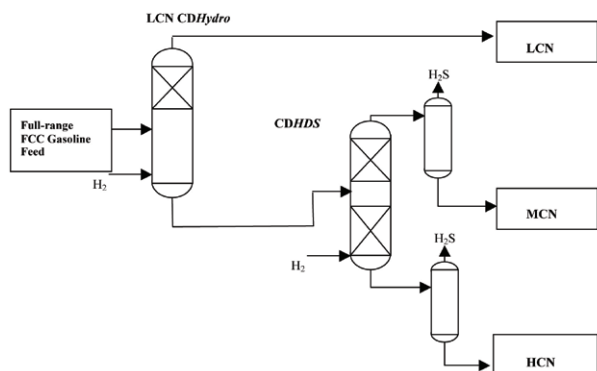 LCN CDHydro
LCN
H₂S
CDHDS
Full-range
FCC Gasoline
Feed
H₂
MCN
H₂S
H₂
HCN